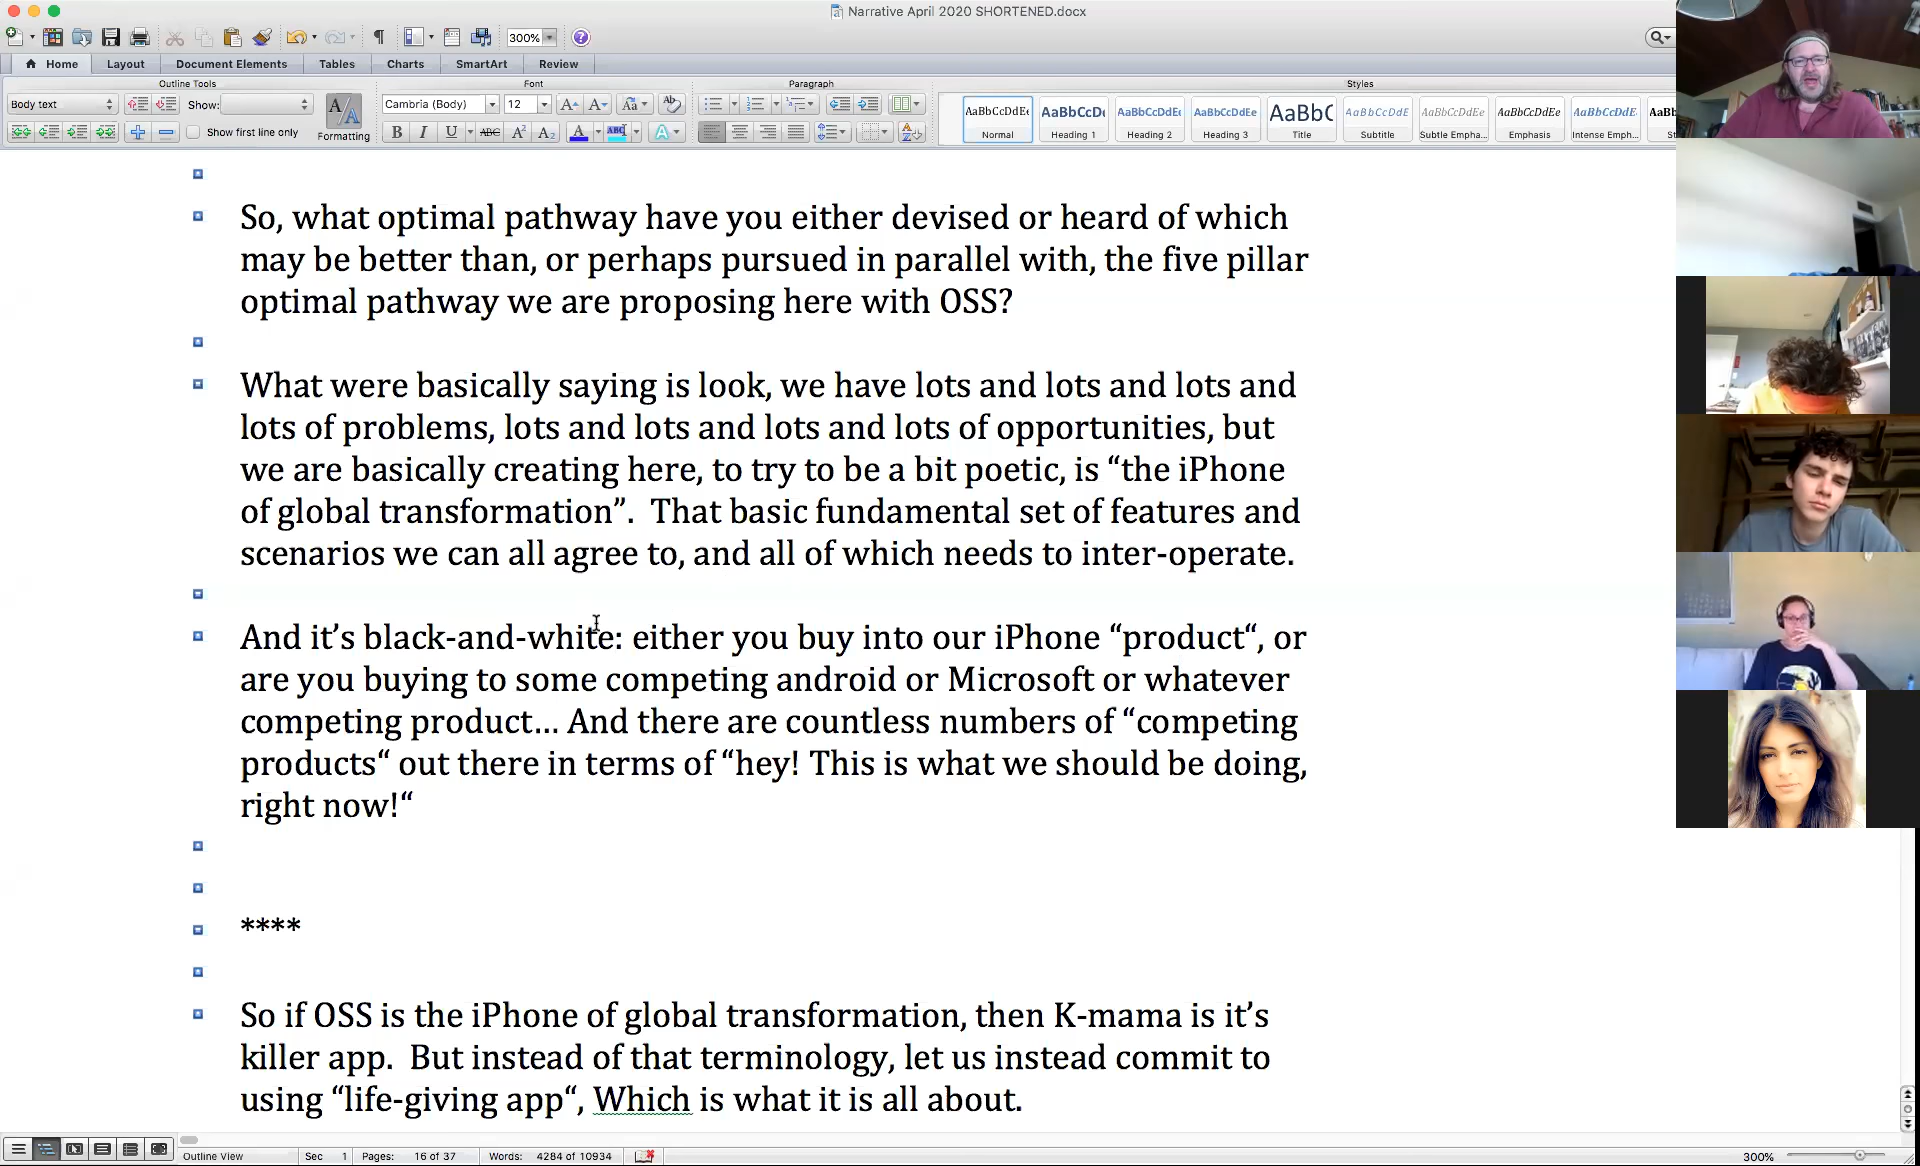 Narrative April 2020 SHORTENED.docx
300%
Home
Layout
Document Elements
Tables
Charts
SmartArt
Review
Outline Tools
Font
Paragraph
Styles
Body text
Show:
Cambria (Body)
12
AaBbCcDdEe
AaBbCcDdEe
AaBbCcDdEe
AaBbCcDdEe
Show first line only
Formatting
Normal
Heading 1
Heading 2
Heading 3
Title
Subtitle
Subtle Empha...
Emphasis
Intense Emph...
So, what optimal pathway have you either devised or heard of which
may be better than, or perhaps pursued in parallel with, the five pillar
optimal pathway we are proposing here with OSS?
What were basically saying is look, we have lots and lots and lots and
lots of problems, lots and lots and lots and lots of opportunities, but
we are basically creating here, to try to be a bit poetic, is “the iPhone
of global transformation”.  That basic fundamental set of features and
scenarios we can all agree to, and all of which needs to inter-operate.
And it’s black-and-white: either you buy into our iPhone “product“, or
are you buying to some competing android or Microsoft or whatever
competing product... And there are countless numbers of “competing
products“ out there in terms of “hey! This is what we should be doing,
right now!“
****
So if OSS is the iPhone of global transformation, then K-mama is it’s
killer app.  But instead of that terminology, let us instead commit to
using “life-giving app“, Which is what it is all about.
Outline View
Sec 1
Pages: 16 of 37
Words: 4284 of 10934
300%